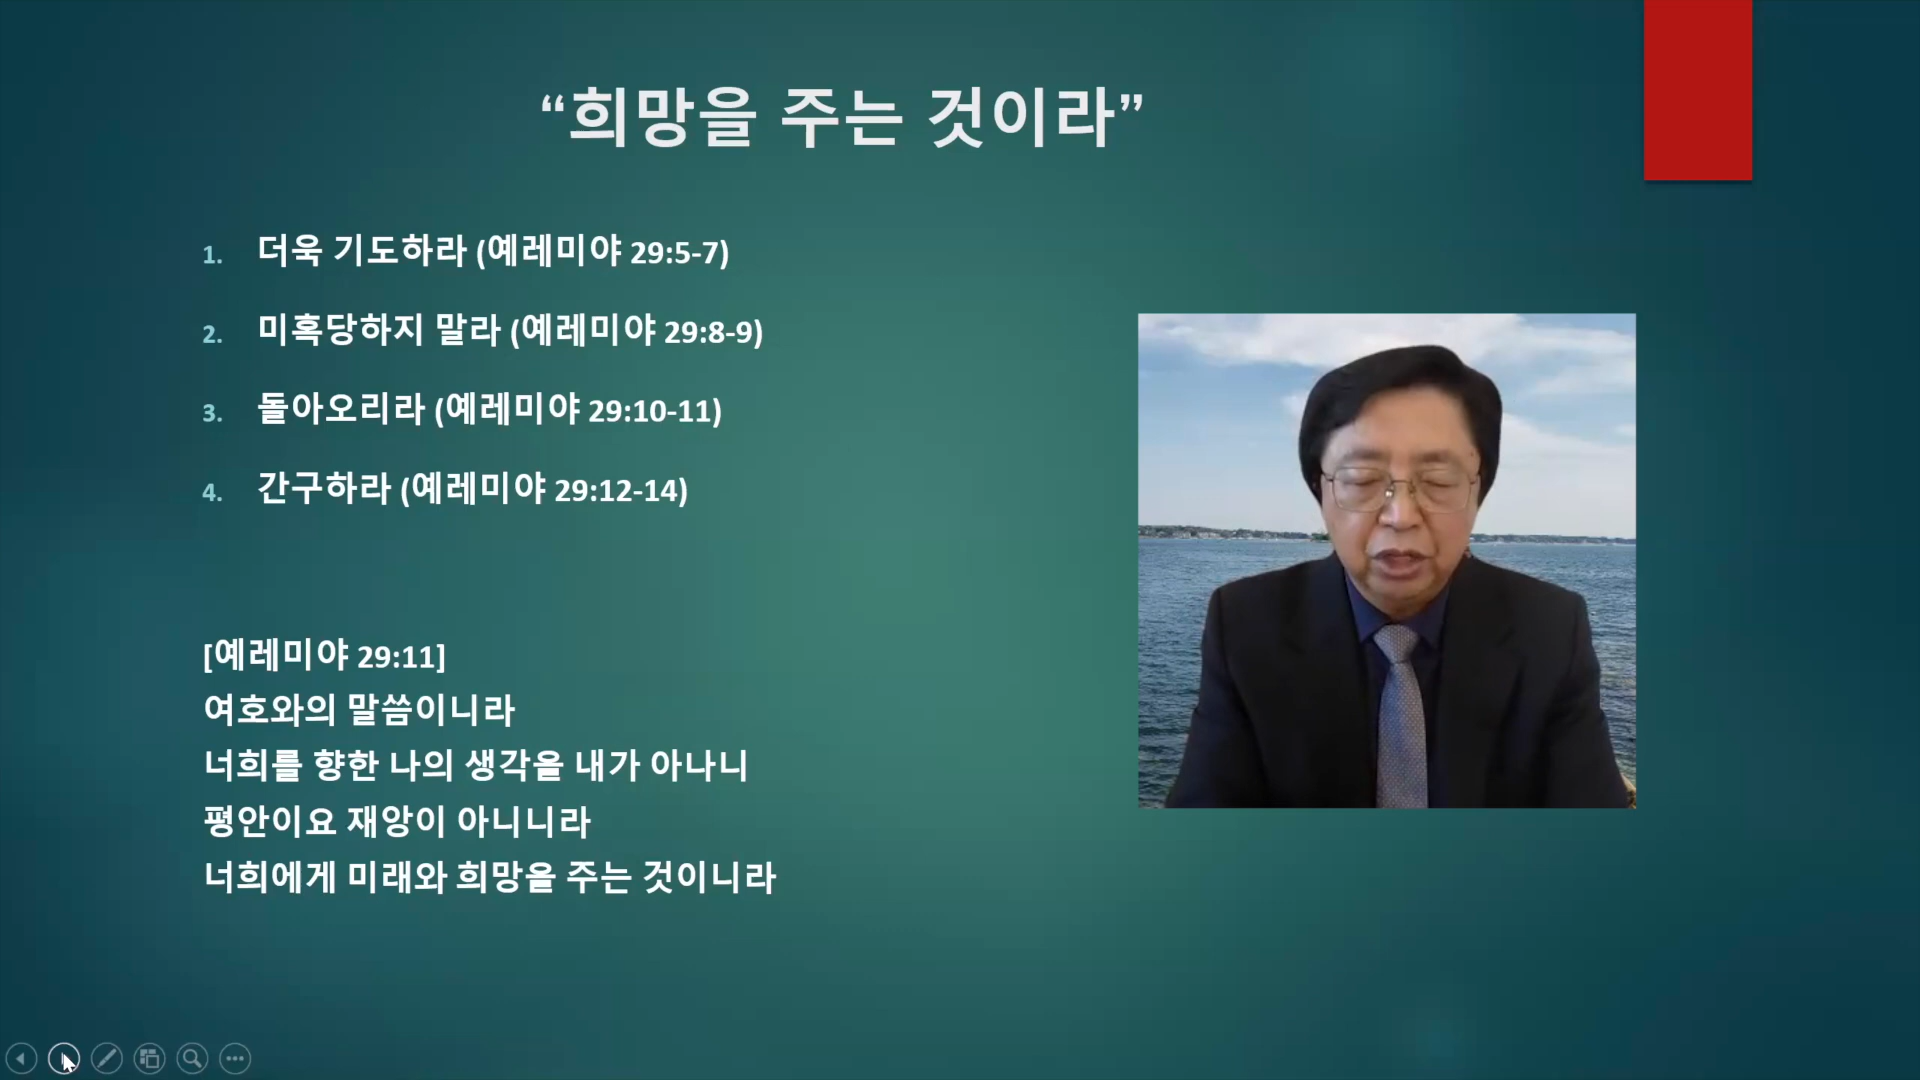 “희망을 주는 것이라”
1. 더욱 기도하라 (예레미야 29:5-7)
2. 미혹당하지 말라 (예레미야 29:8-9)
3. 돌아오리라 (예레미야 29:10-11)
4. 간구하라 (예레미야 29:12-14)
[예레미야 29:11]
여호와의 말씀이니라
너희를 향한 나의 생각을 내가 아나니
평안이요 재앙이 아니니라
너희에게 미래와 희망을 주는 것이니라